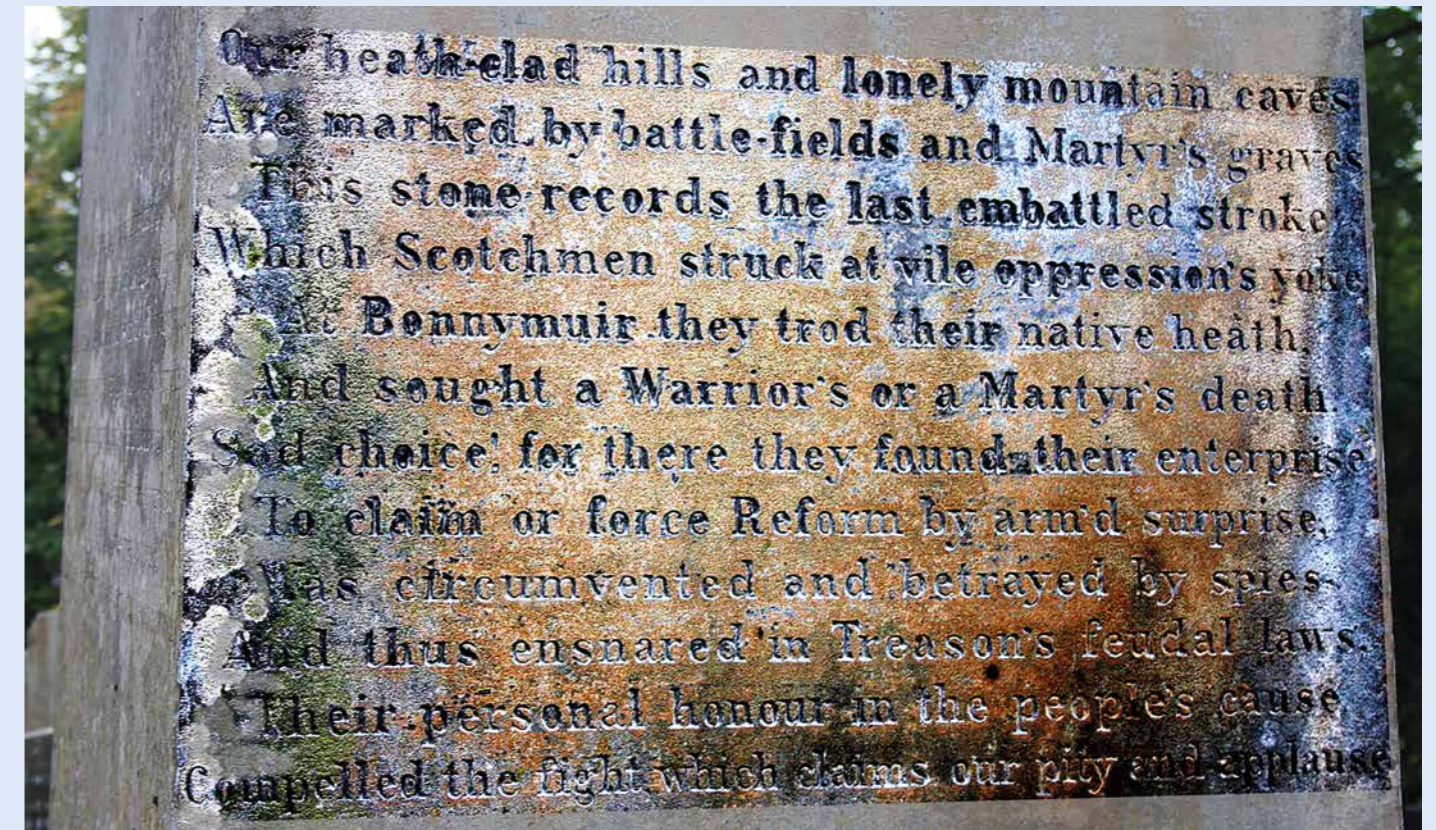 Our heath-clad hills and lonely mountain caves
Are marked by battle-fields and Martyr's graves
This stone records the last embattled stroke
Which Scotchmen struck at vile oppression's yoke
At Bonnymuir they trod their native heath,
And sought a Warrior's or a Martyr's death.
Sad choice! for there they found their enterprise
To claim or force Reform by arm'd surprise,
Was circumvented and betrayed by spies
And thus ensnared in Treason's feudal laws,
Their personal honour in the people's cause
Compelled the fight which claims our pity and applause